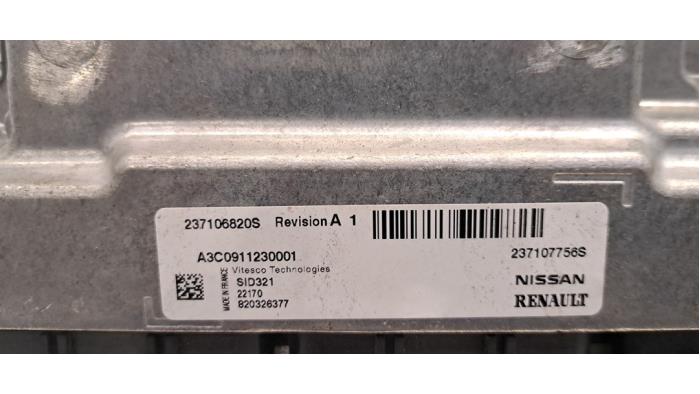 237106820S Revision A 1
A3C0911230001
237107756S
Vitesco Technologies
MADE IN FRANCE
SID321
22170
820326377
NISSAN
RENAULT